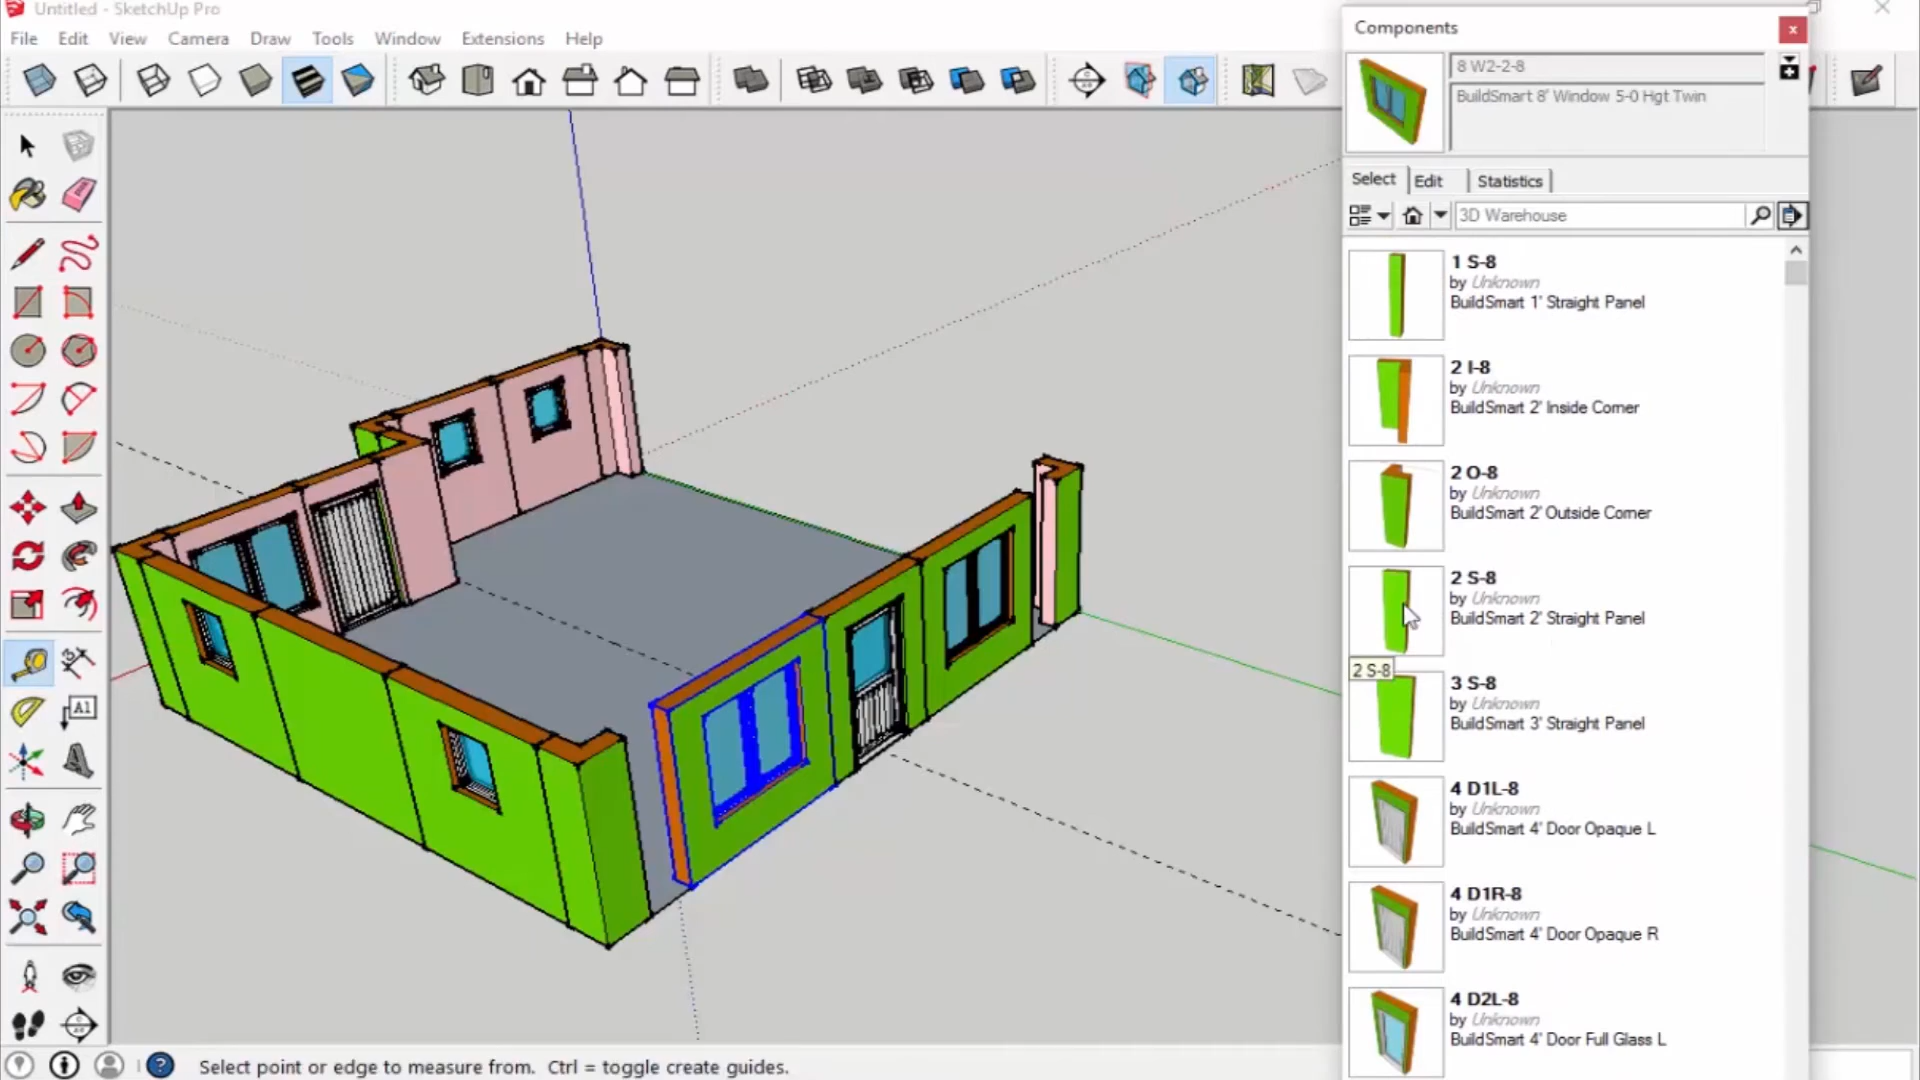 Untitled - SketchUp Pro
File Edit View Camera Draw Tools Window Extensions Help
Components
8 W2-2-8
BuildSmart 8' Window 5-0 Hgt Twin
Select Edit Statistics
3D Warehouse
1 S-8
by Unknown
BuildSmart 1' Straight Panel
2 I-8
by Unknown
BuildSmart 2' Inside Corner
2 O-8
by Unknown
BuildSmart 2' Outside Corner
2 S-8
by Unknown
BuildSmart 2' Straight Panel
2 S-8
3 S-8
by Unknown
BuildSmart 3' Straight Panel
4 D1L-8
by Unknown
BuildSmart 4' Door Opaque L
4 D1R-8
by Unknown
BuildSmart 4' Door Opaque R
4 D2L-8
by Unknown
BuildSmart 4' Door Full Glass L
A1
Select point or edge to measure from. Ctrl = toggle create guides.